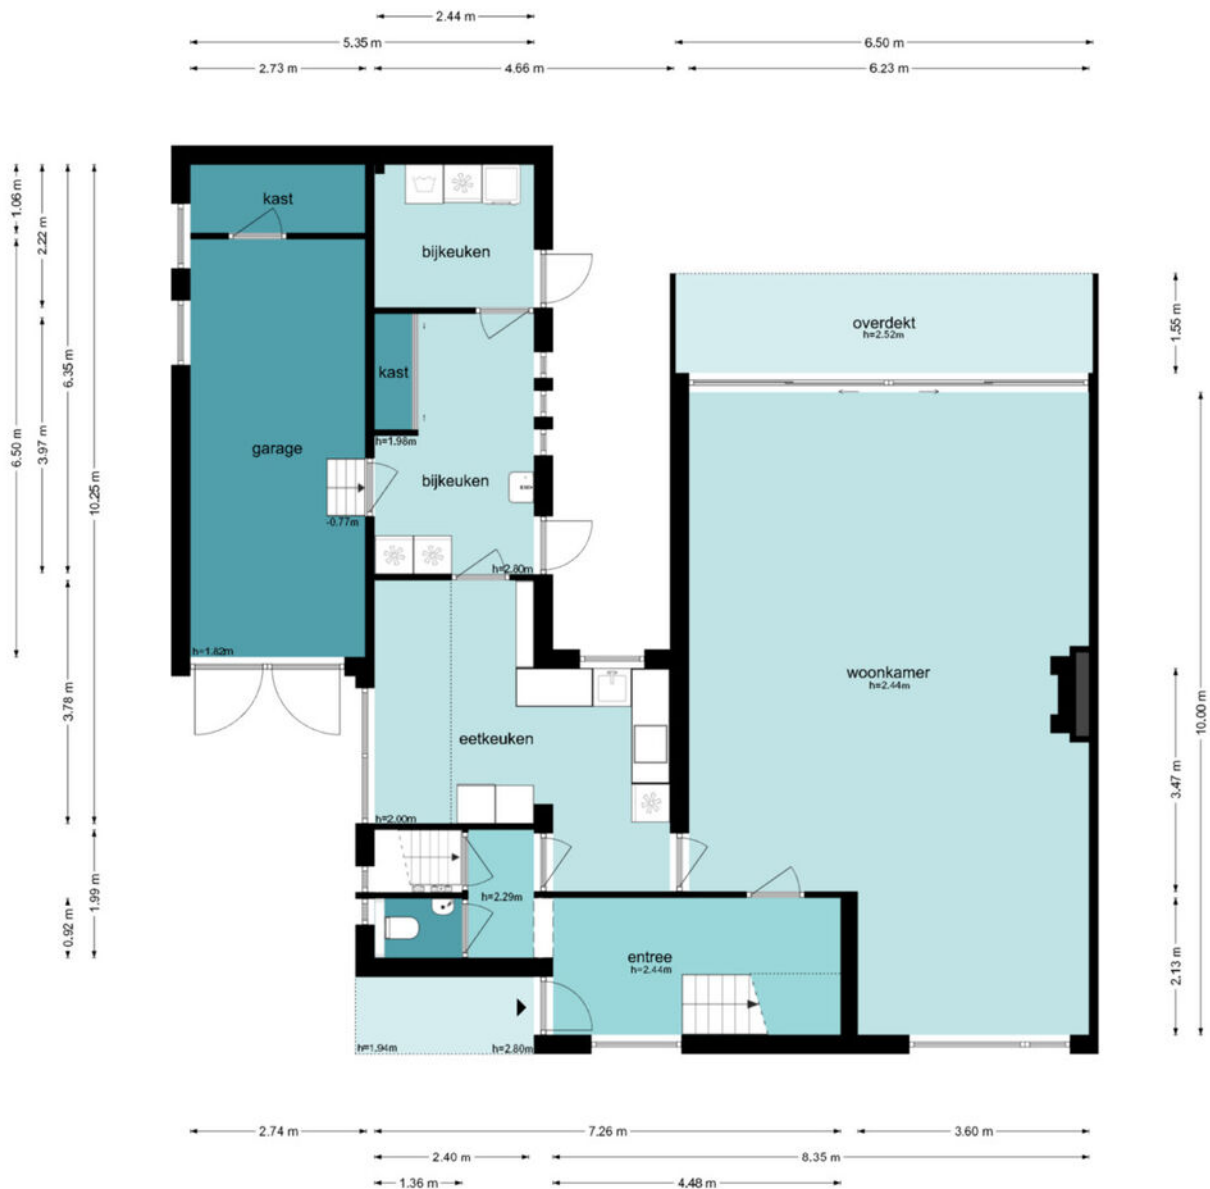 2.44 m
5.35 m
6.50 m
2.73 m
4.66 m
6.23 m
1.06 m
2.22 m
6.50 m
3.97 m
6.35 m
10.25 m
3.78 m
1.99 m
0.92 m
kast
bijkeuken
kast
h=1.98m
garage
bijkeuken
-0.77m
h=2.80m
h=1.82m
overdekt
h=2.52m
woonkamer
h=2.44m
eetkeuken
h=2.00m
h=2.29m
entree
h=2.44m
h=1.94m
h=2.80m
1.55 m
10.00 m
3.47 m
2.13 m
2.74 m
7.26 m
3.60 m
2.40 m
8.35 m
1.36 m
4.48 m